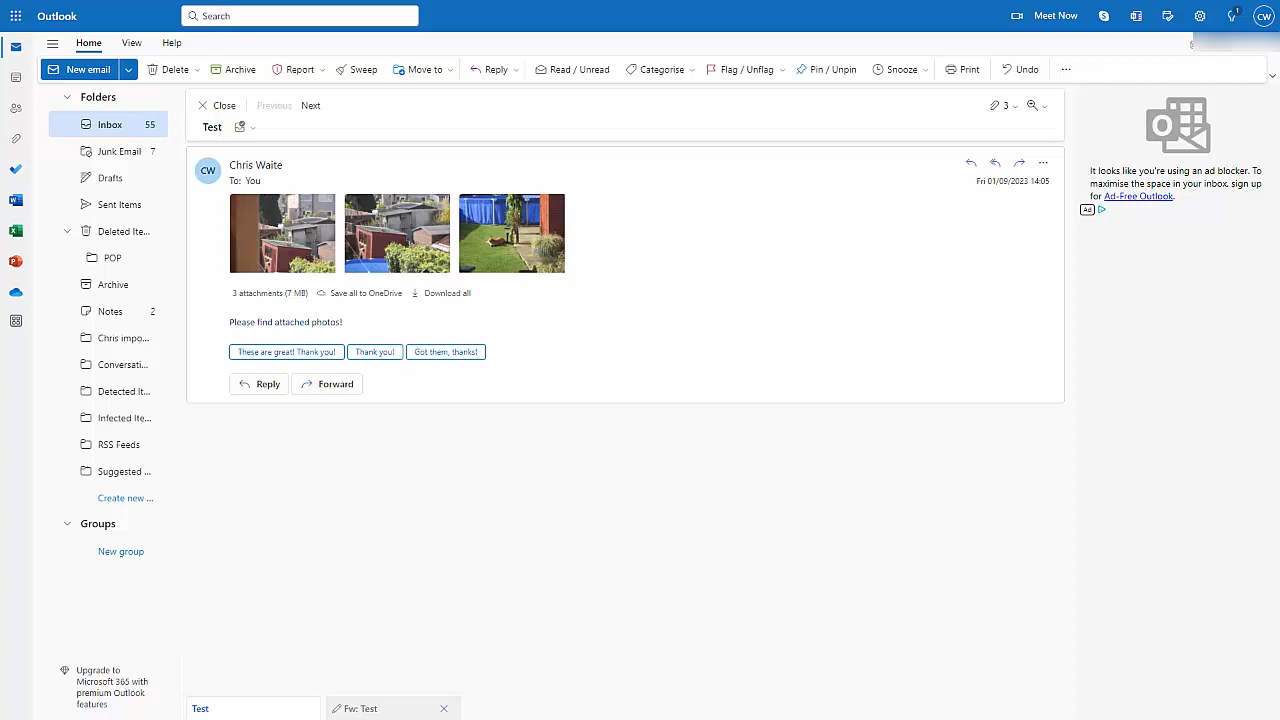 Outlook
Search
Meet Now
1
CW
Home
View
Help
New email
Delete
Archive
Report
Sweep
Move to
Reply
Read / Unread
Categorise
Flag / Unflag
Pin / Unpin
Snooze
Print
Undo
Folders
Inbox 55
Junk Email 7
Drafts
Sent Items
Deleted Ite...
POP
Archive
Notes 2
Chris impo...
Conversati...
Detected It...
Infected Ite...
RSS Feeds
Suggested ...
Create new ...
Groups
New group
Upgrade to
Microsoft 365 with
premium Outlook
features
Close
Previous
Next
3
Test
CW
Chris Waite
To: You
Fri 01/09/2023 14:05
3 attachments (7 MB)
Save all to OneDrive
Download all
Please find attached photos!
These are great! Thank you!
Thank you!
Got them, thanks!
Reply
Forward
Test
Fw: Test
It looks like you're using an ad blocker. To
maximise the space in your inbox, sign up
for Ad-Free Outlook.
Ad